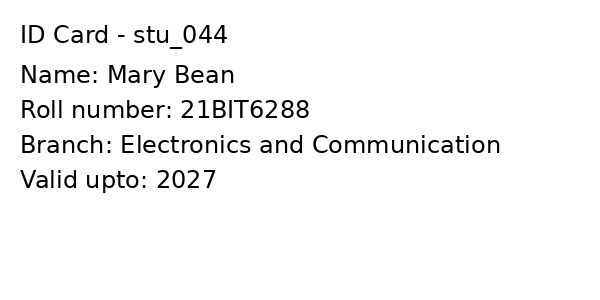 ID Card - stu_044
Name: Mary Bean
Roll number: 21BIT6288
Branch: Electronics and Communication
Valid upto: 2027